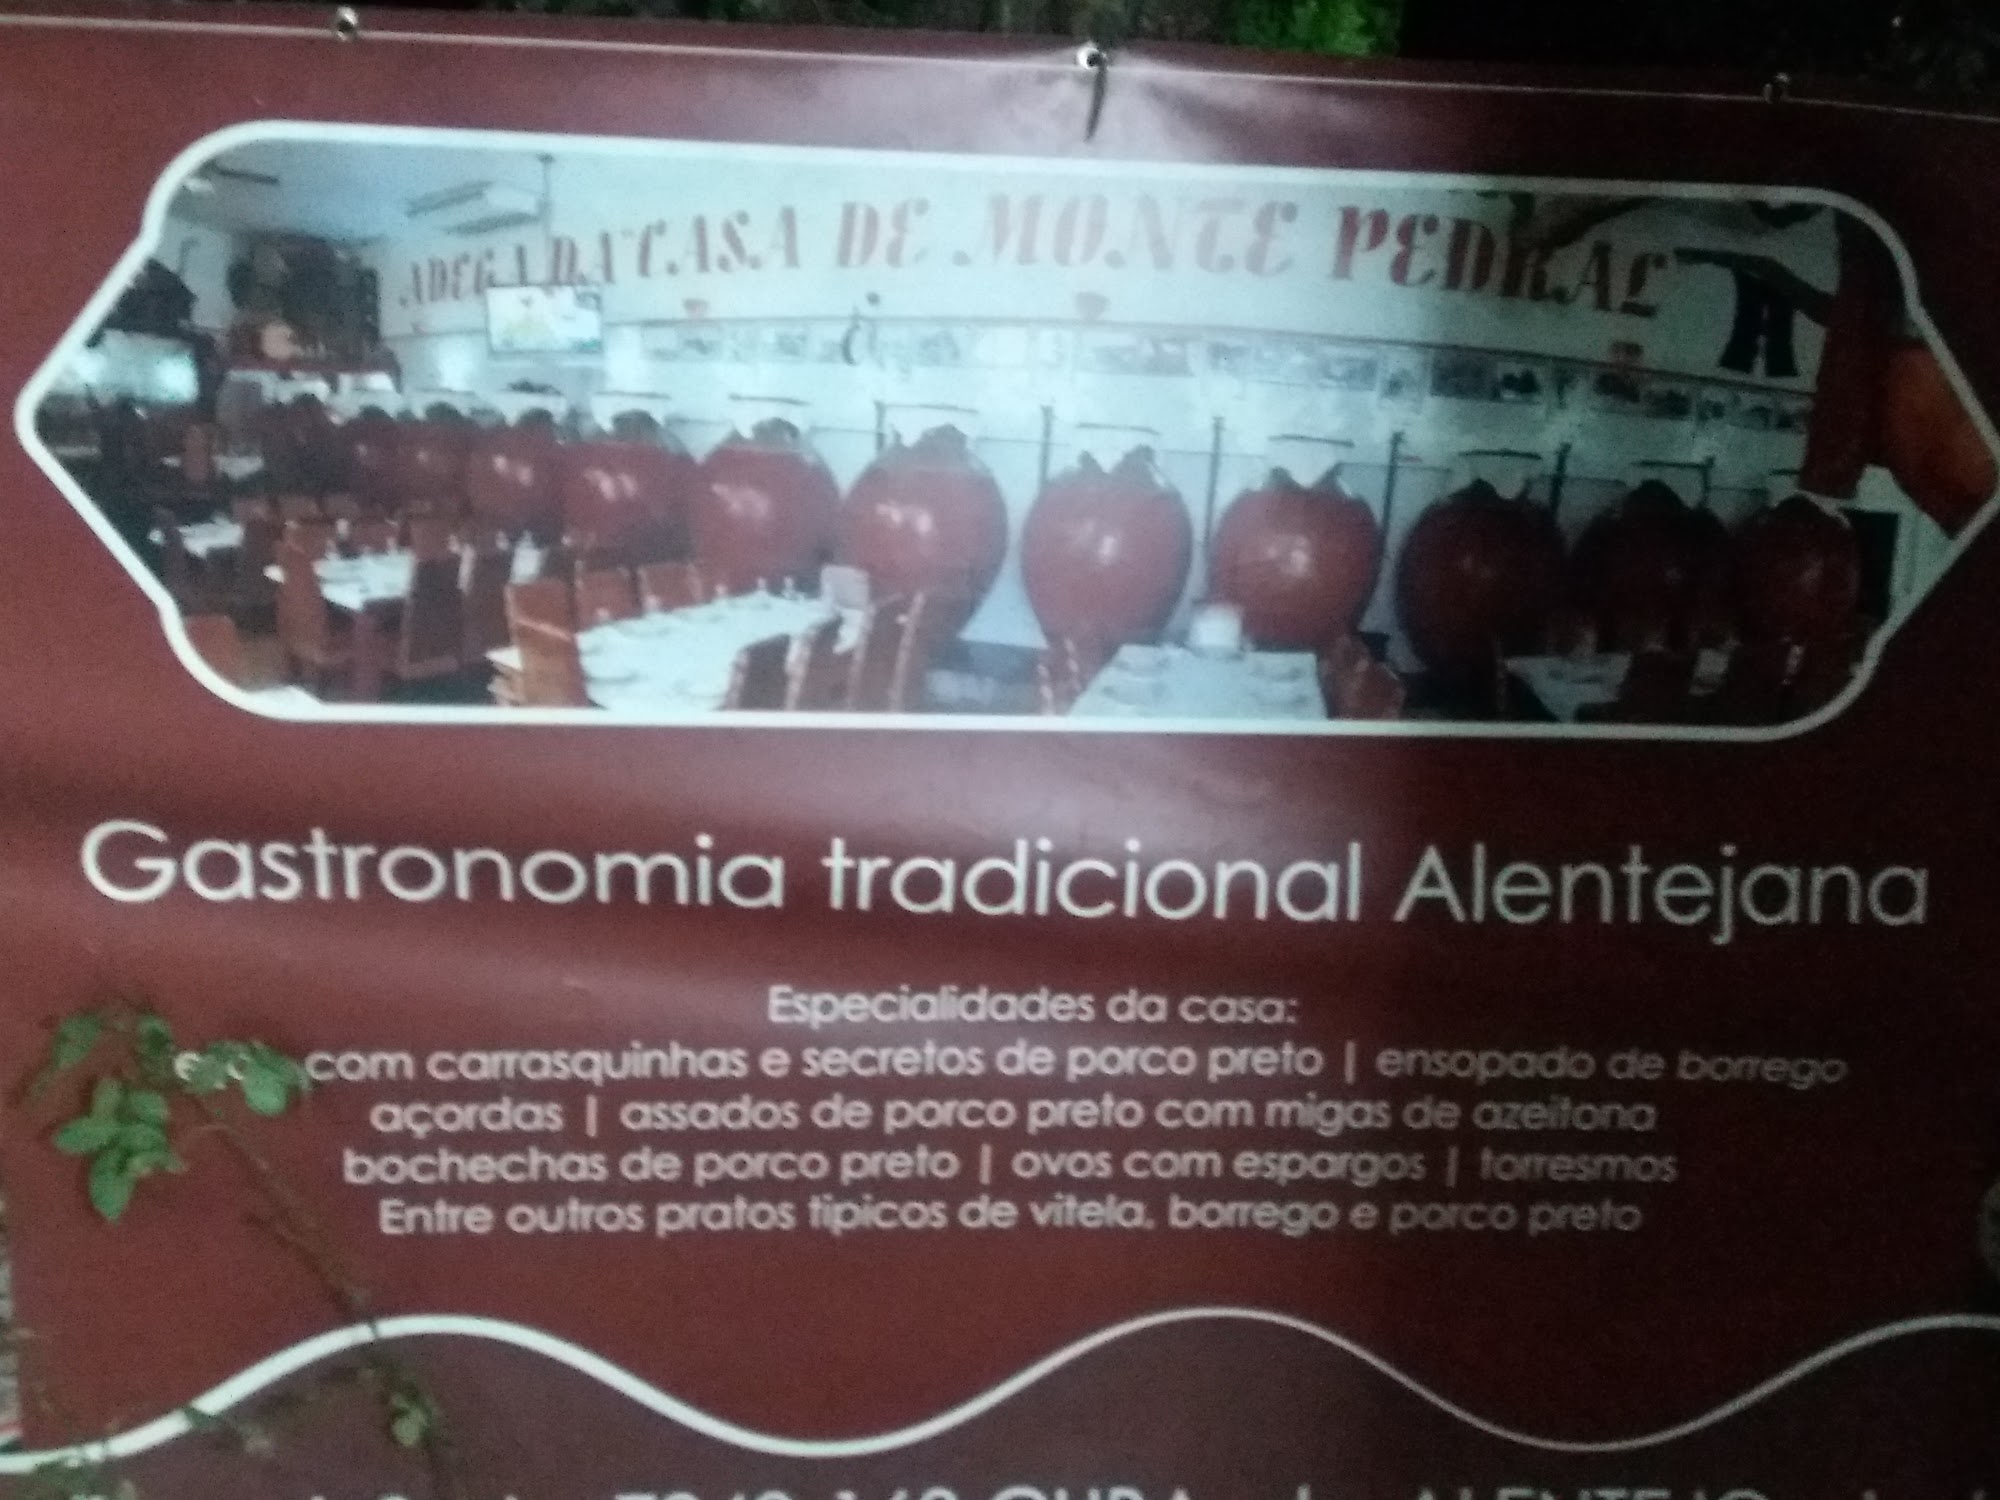 ADEGA DA CASA DE MONTE PEDRAL
Gastronomia tradicional Alentejana
Especialidades da casa:
com carrasquinhas e secretos de porco preto | ensopado de borrego
açordas | assados de porco preto com migas de azeitona
bochechas de porco preto | ovos com espargos | torresmos
Entre outros pratos tipicos de vitela, borrego e porco preto